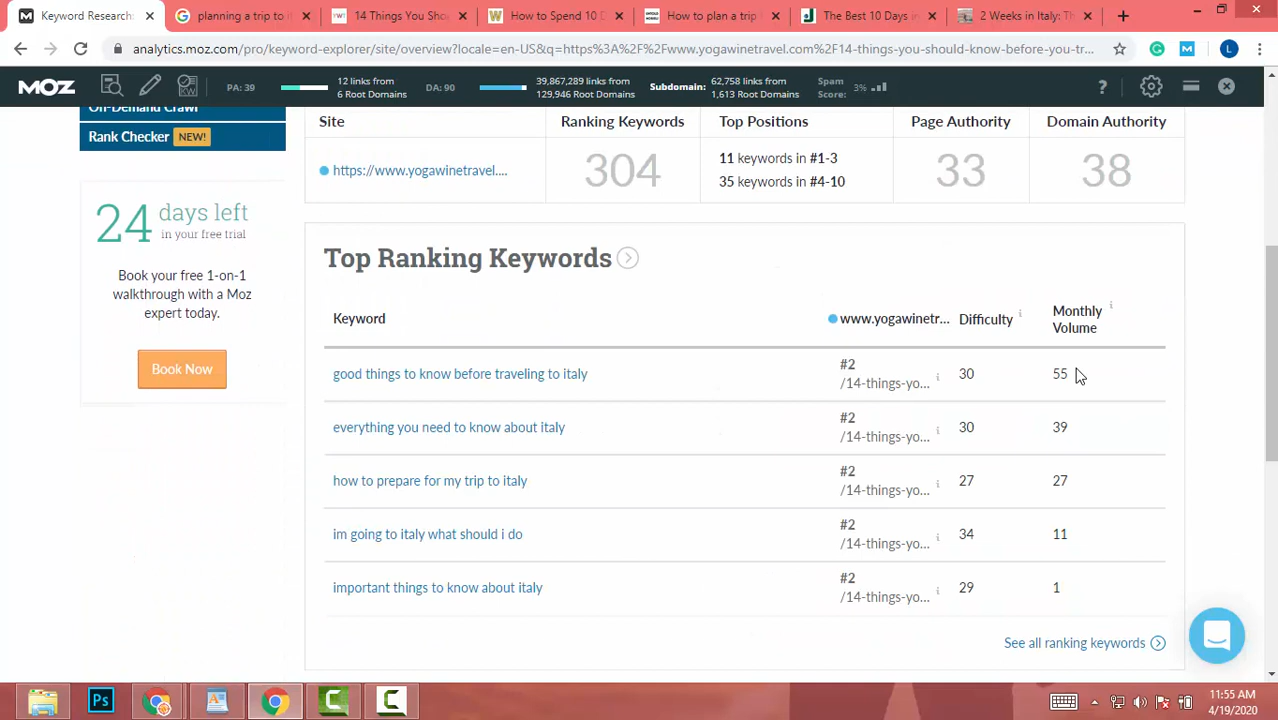 Keyword Research:
planning a trip to it
14 Things You Shou
How to Spend 10 D
How to plan a trip
The Best 10 Days in
2 Weeks in Italy: Th
analytics.moz.com/pro/keyword-explorer/site/overview?locale=en-US&q=https%3A%2F%2Fwww.yogawinetravel.com%2F14-things-you-should-know-before-you-tr...
MOZ
PA: 39
12 links from
6 Root Domains
DA: 90
39,867,289 links from
129,946 Root Domains
Subdomain:
62,758 links from
1,613 Root Domains
Spam
Score: 3%
On-Demand Crawl
Rank Checker NEW!
24 days left
in your free trial
Book your free 1-on-1
walkthrough with a Moz
expert today.
Book Now
Site
Ranking Keywords
Top Positions
Page Authority
Domain Authority
https://www.yogawinetravel....
304
11 keywords in #1-3
35 keywords in #4-10
33
38
Top Ranking Keywords
Keyword
www.yogawinetr...
Difficulty
Monthly
Volume
good things to know before traveling to italy
#2
/14-things-yo...
30
55
everything you need to know about italy
#2
/14-things-yo...
30
39
how to prepare for my trip to italy
#2
/14-things-yo...
27
27
im going to italy what should i do
#2
/14-things-yo...
34
11
important things to know about italy
#2
/14-things-yo...
29
1
See all ranking keywords
Ps
11:55 AM
4/19/2020